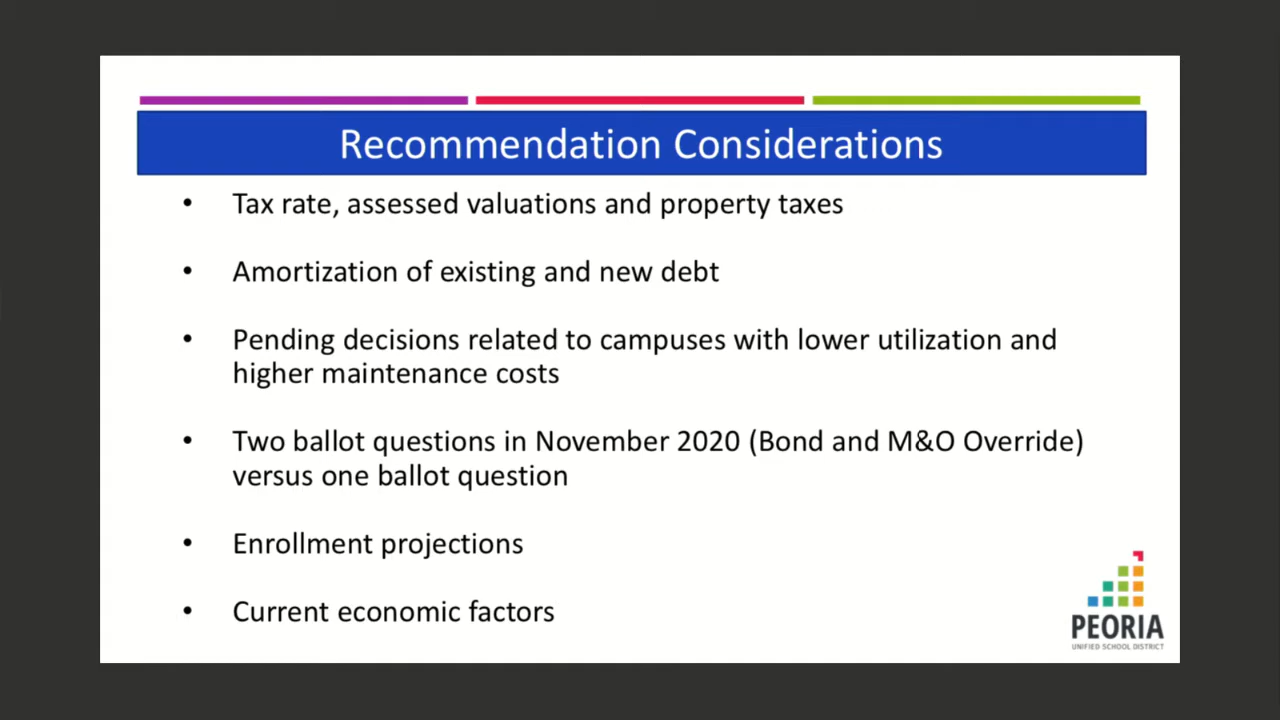 Recommendation Considerations
• Tax rate, assessed valuations and property taxes
• Amortization of existing and new debt
• Pending decisions related to campuses with lower utilization and
higher maintenance costs
• Two ballot questions in November 2020 (Bond and M&O Override)
versus one ballot question
• Enrollment projections
• Current economic factors
PEORIA
UNIFIED SCHOOL DISTRICT